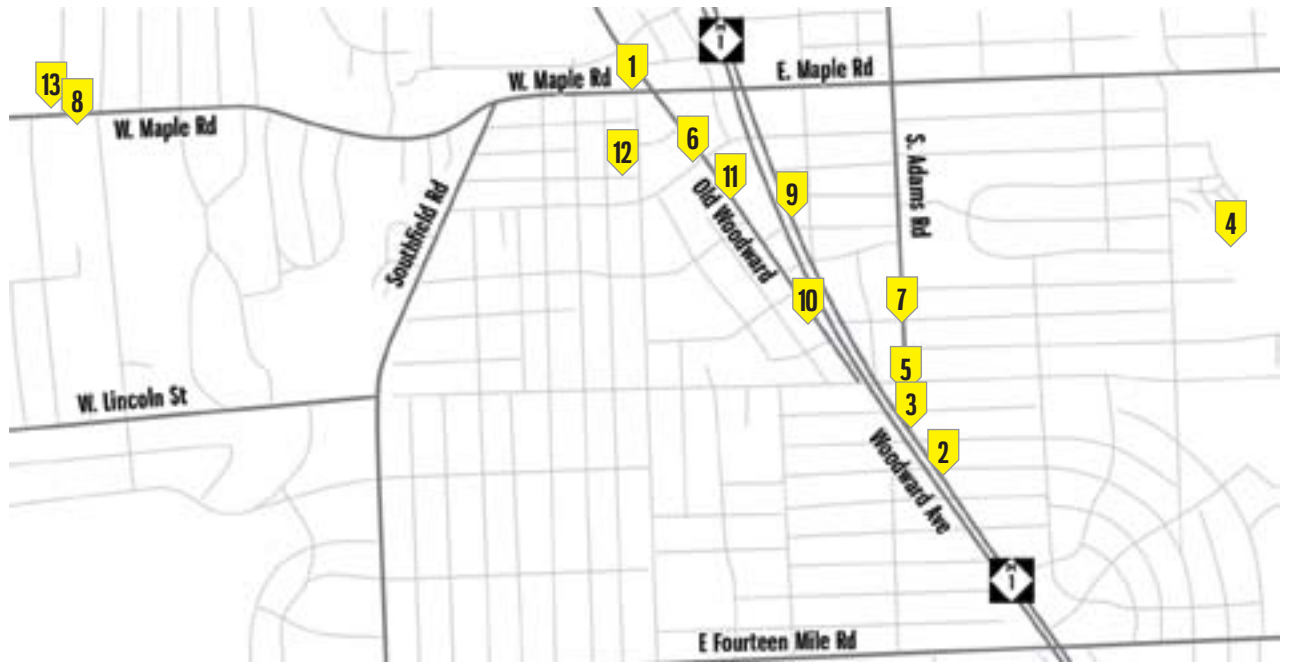 M
1
13
8
W. Maple Rd
W. Maple Rd
1
E. Maple Rd
12
6
11
9
S. Adams Rd
4
Southfield Rd
Old Woodward
10
7
5
3
2
W. Lincoln St
Woodward Ave
M
1
E Fourteen Mile Rd